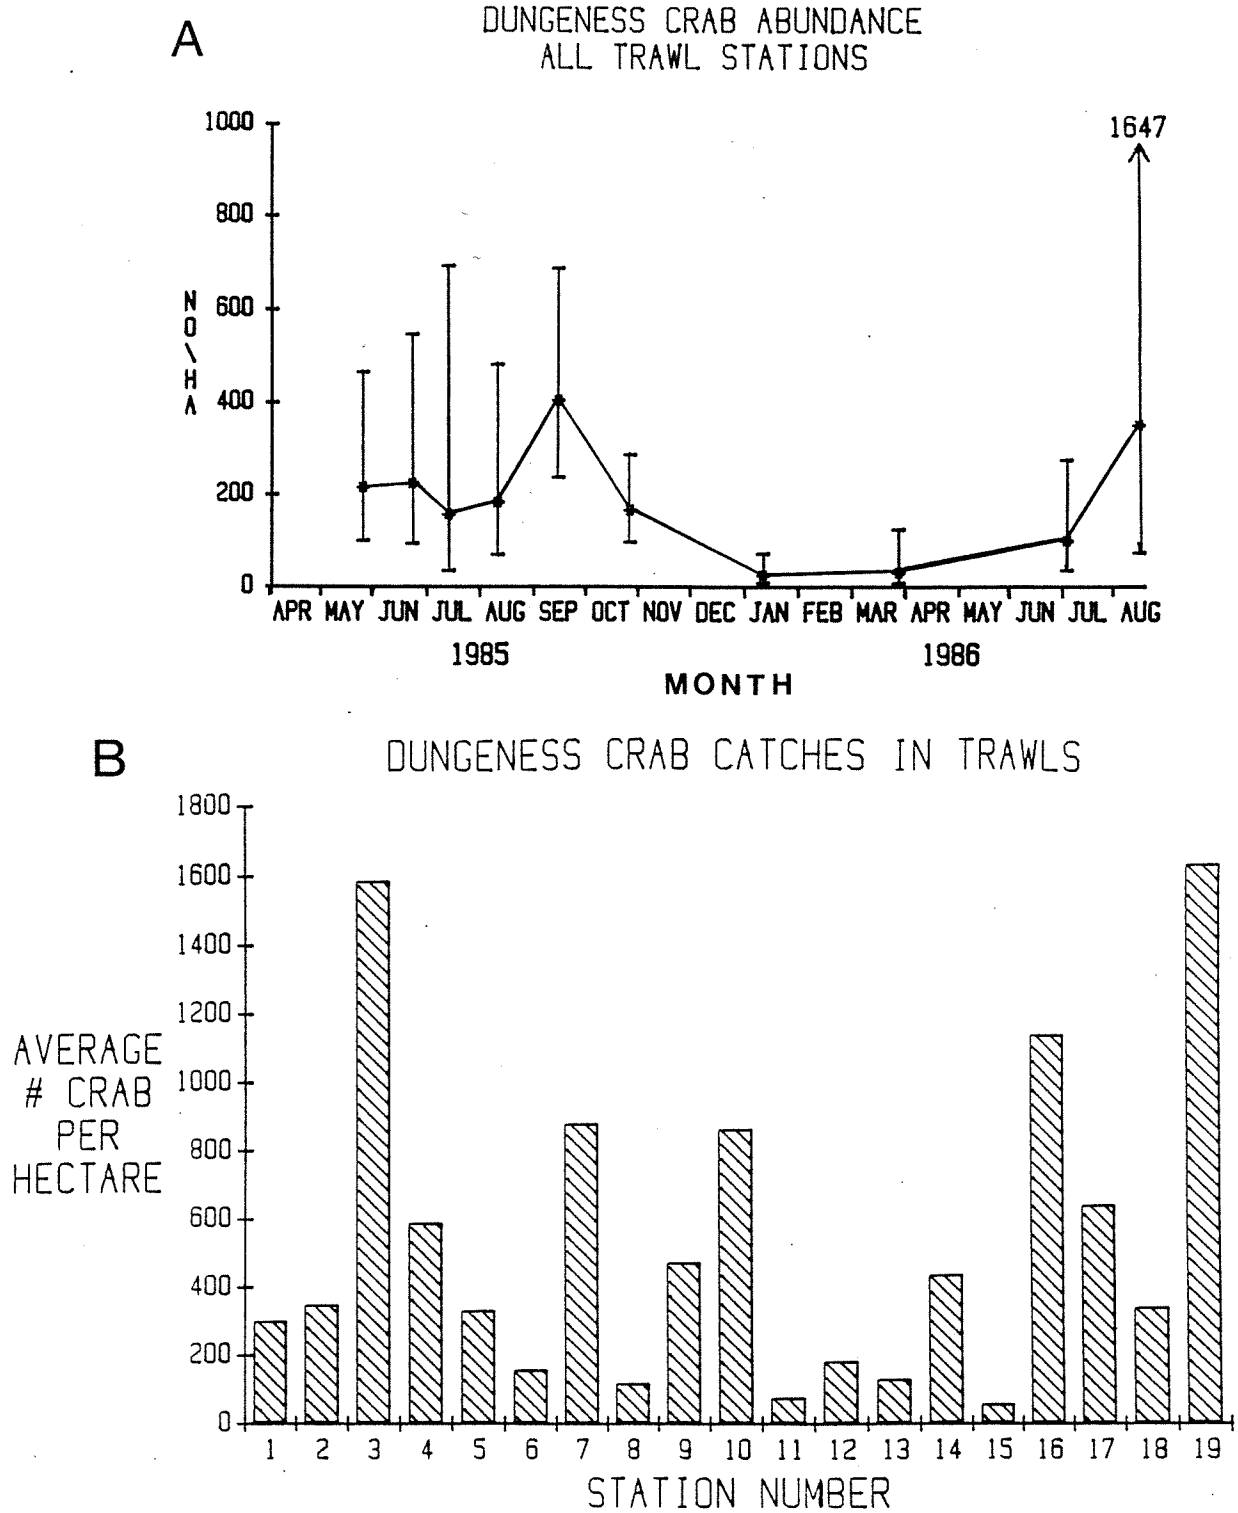 A
DUNGENESS CRAB ABUNDANCE
ALL TRAWL STATIONS
1000
800
600
400
200
0
NO\HA
1647
APR MAY JUN JUL AUG SEP OCT NOV DEC JAN FEB MAR APR MAY JUN JUL AUG
1985 1986
MONTH
B
DUNGENESS CRAB CATCHES IN TRAWLS
1800
1600
1400
1200
1000
800
600
400
200
0
AVERAGE
# CRAB
PER
HECTARE
1 2 3 4 5 6 7 8 9 10 11 12 13 14 15 16 17 18 19
STATION NUMBER